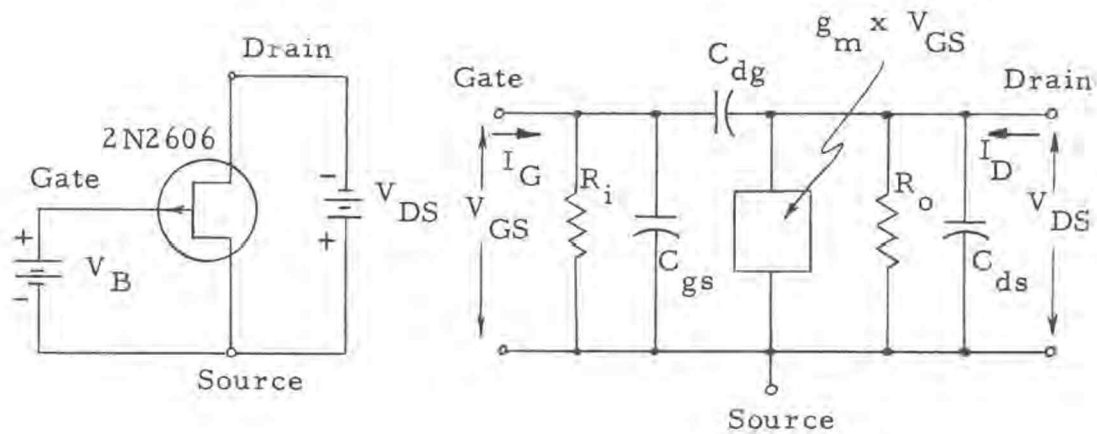 Drain
2N2606
Gate
+
V_B
-
-
V_DS
+
Source
g_m x V_GS
C_dg
Gate
Drain
I_G
I_D
V_GS
R_i
C_gs
R_o
C_ds
V_DS
Source